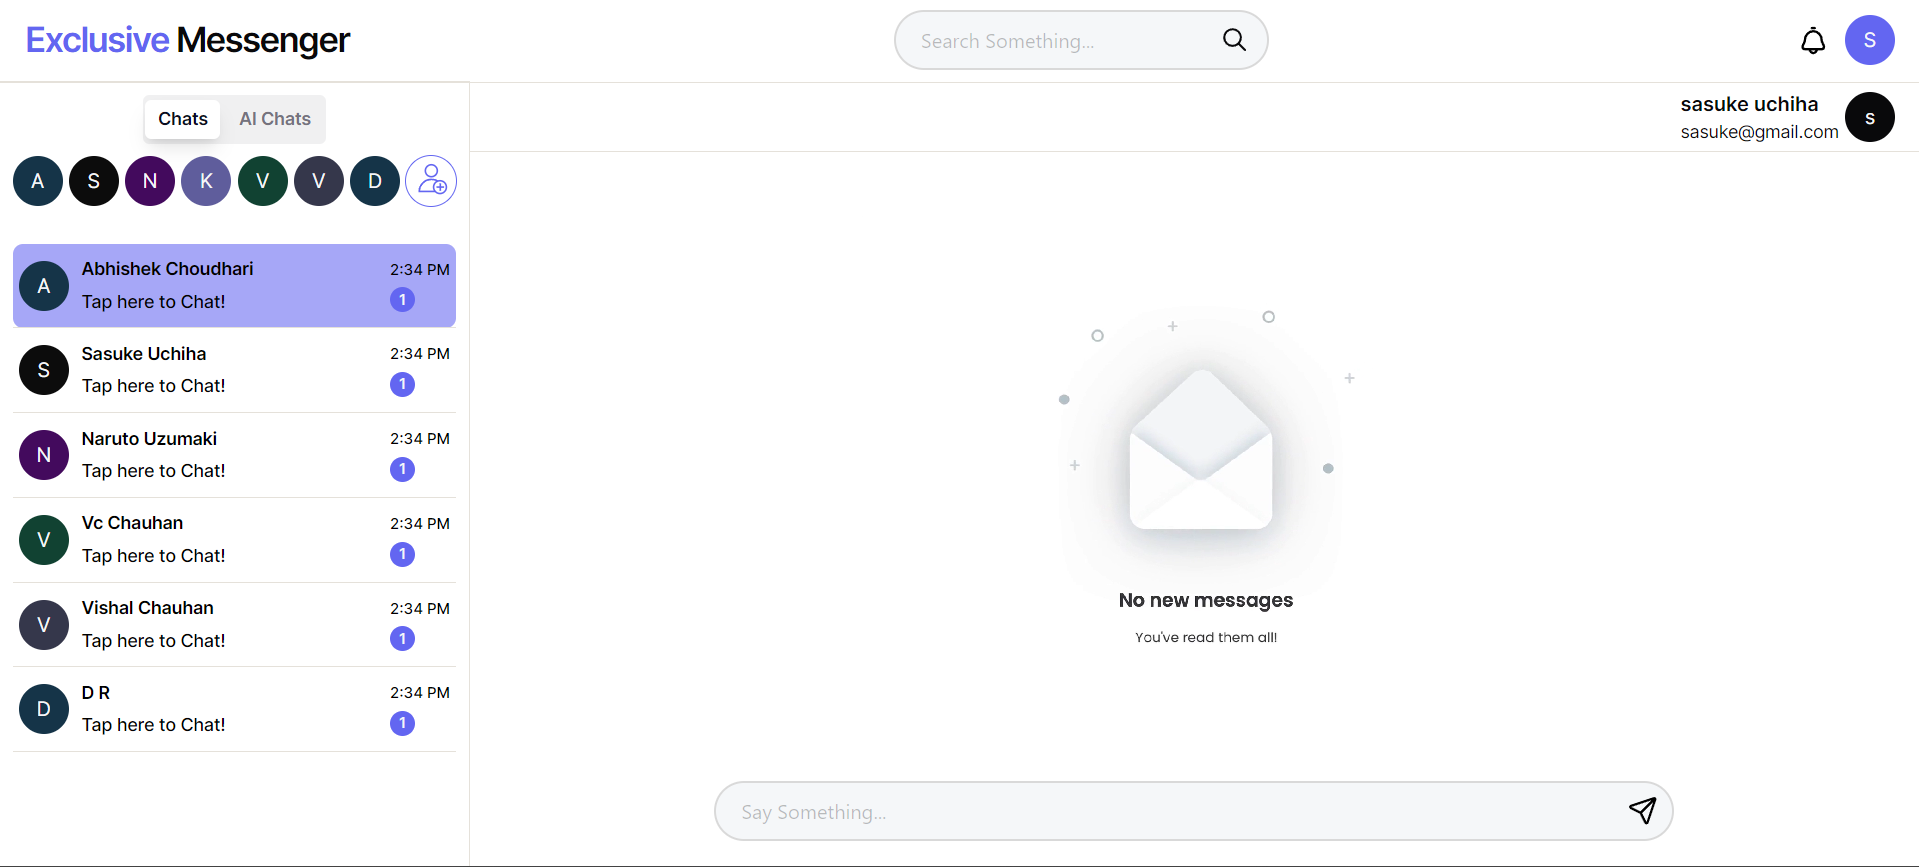 Exclusive Messenger
Search Something...
S
Chats
AI Chats
sasuke uchiha
sasuke@gmail.com
s
A
S
N
K
V
V
D
A
Abhishek Choudhari
2:34 PM
Tap here to Chat!
1
S
Sasuke Uchiha
2:34 PM
Tap here to Chat!
1
N
Naruto Uzumaki
2:34 PM
Tap here to Chat!
1
V
Vc Chauhan
2:34 PM
Tap here to Chat!
1
V
Vishal Chauhan
2:34 PM
Tap here to Chat!
1
D
D R
2:34 PM
Tap here to Chat!
1
No new messages
You've read them all!
Say Something...